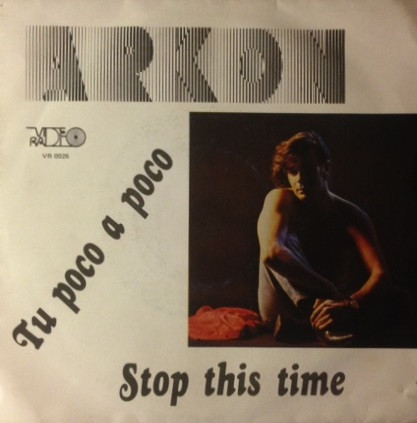 ARKON
VIDEO
RADIO
VR 0026
Tu poco a poco
Stop this time